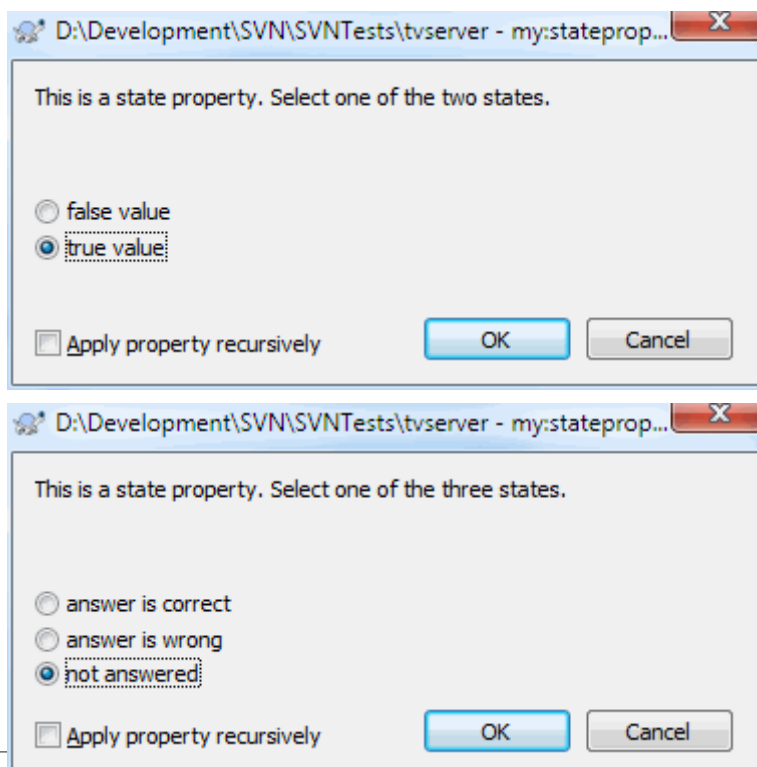 D:\Development\SVN\SVNTests\tvserver - my:stateprop...
This is a state property. Select one of the two states.
false value
true value
Apply property recursively
OK
Cancel
D:\Development\SVN\SVNTests\tvserver - my:stateprop...
This is a state property. Select one of the three states.
answer is correct
answer is wrong
not answered
Apply property recursively
OK
Cancel